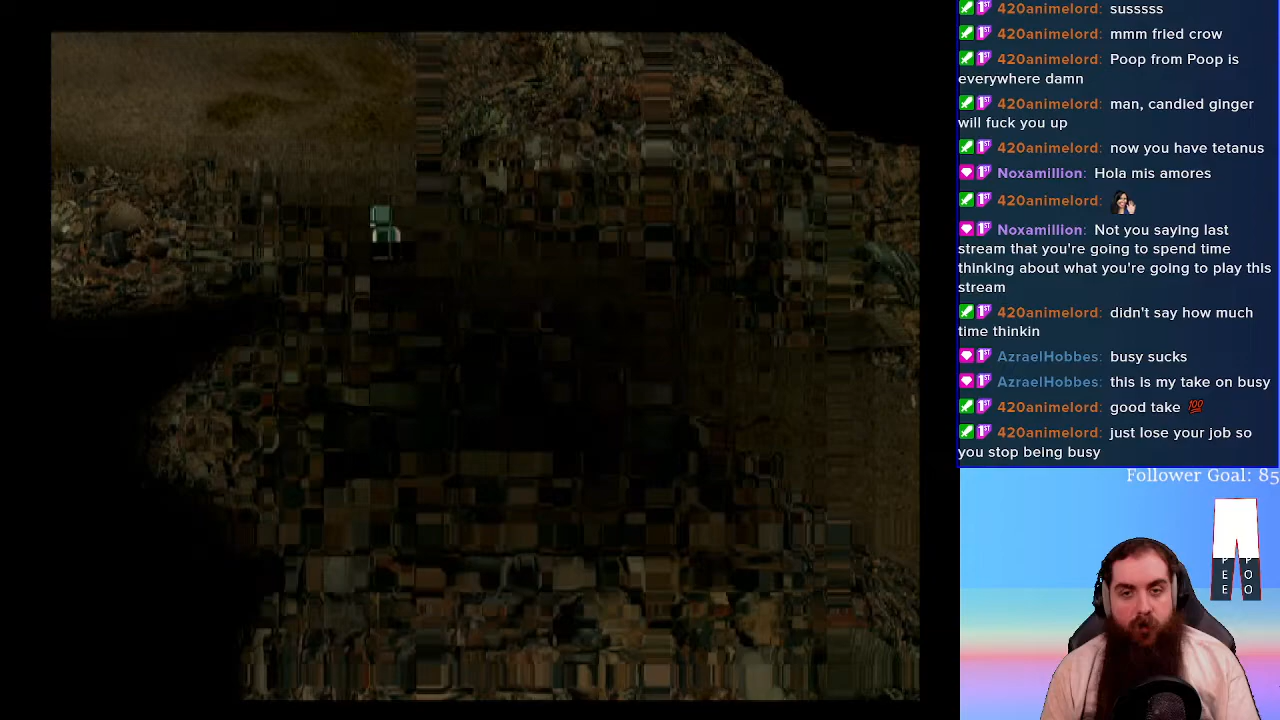 420animelord: susssss
420animelord: mmm fried crow
420animelord: Poop from Poop is
everywhere damn
420animelord: man, candied ginger
will fuck you up
420animelord: now you have tetanus
Noxamillion: Hola mis amores
420animelord:
Noxamillion: Not you saying last
stream that you're going to spend time
thinking about what you're going to play this
stream
420animelord: didn't say how much
time thinkin
AzraelHobbes: busy sucks
AzraelHobbes: this is my take on busy
420animelord: good take 💯
420animelord: just lose your job so
you stop being busy
Follower Goal: 85
PEE
POO